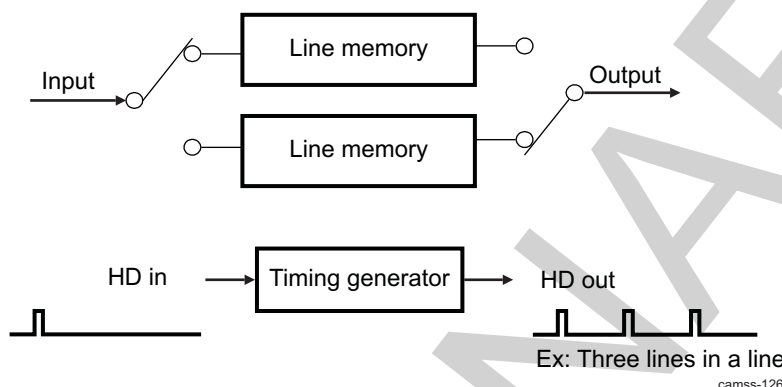 Line memory
Input
Output
Line memory
HD in
Timing generator
HD out
Ex: Three lines in a line
camss-126